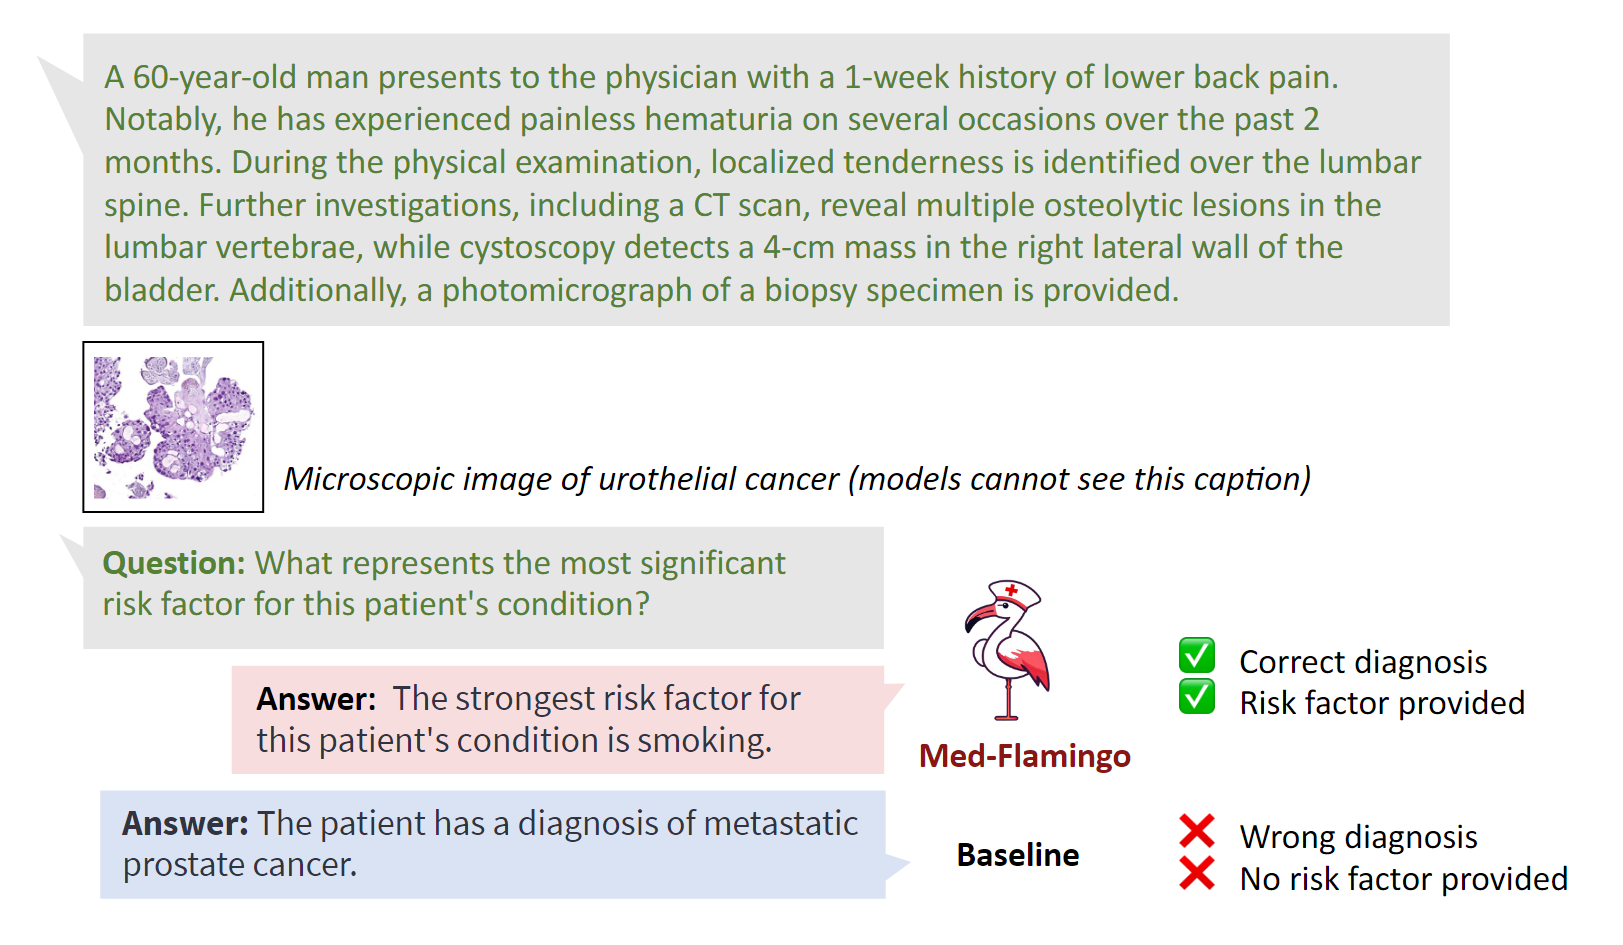 A 60-year-old man presents to the physician with a 1-week history of lower back pain.
Notably, he has experienced painless hematuria on several occasions over the past 2
months. During the physical examination, localized tenderness is identified over the lumbar
spine. Further investigations, including a CT scan, reveal multiple osteolytic lesions in the
lumbar vertebrae, while cystoscopy detects a 4-cm mass in the right lateral wall of the
bladder. Additionally, a photomicrograph of a biopsy specimen is provided.
Microscopic image of urothelial cancer (models cannot see this caption)
Question: What represents the most significant
risk factor for this patient's condition?
Answer: The strongest risk factor for
this patient's condition is smoking.
Med-Flamingo
Correct diagnosis
Risk factor provided
Answer: The patient has a diagnosis of metastatic
prostate cancer.
Baseline
Wrong diagnosis
No risk factor provided